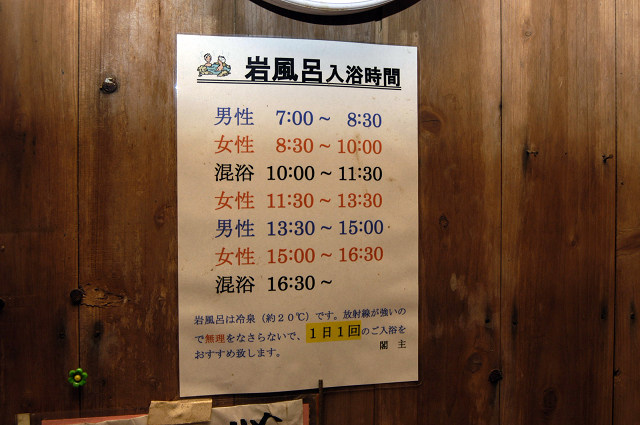 岩風呂入浴時間
男性 7:00～ 8:30
女性 8:30～10:00
混浴 10:00～11:30
女性 11:30～13:30
男性 13:30～15:00
女性 15:00～16:30
混浴 16:30～
岩風呂は冷泉（約２０℃）です。放射線が強いの
で無理をなさらないで、１日１回のご入浴を
おすすめ致します。 閣 主